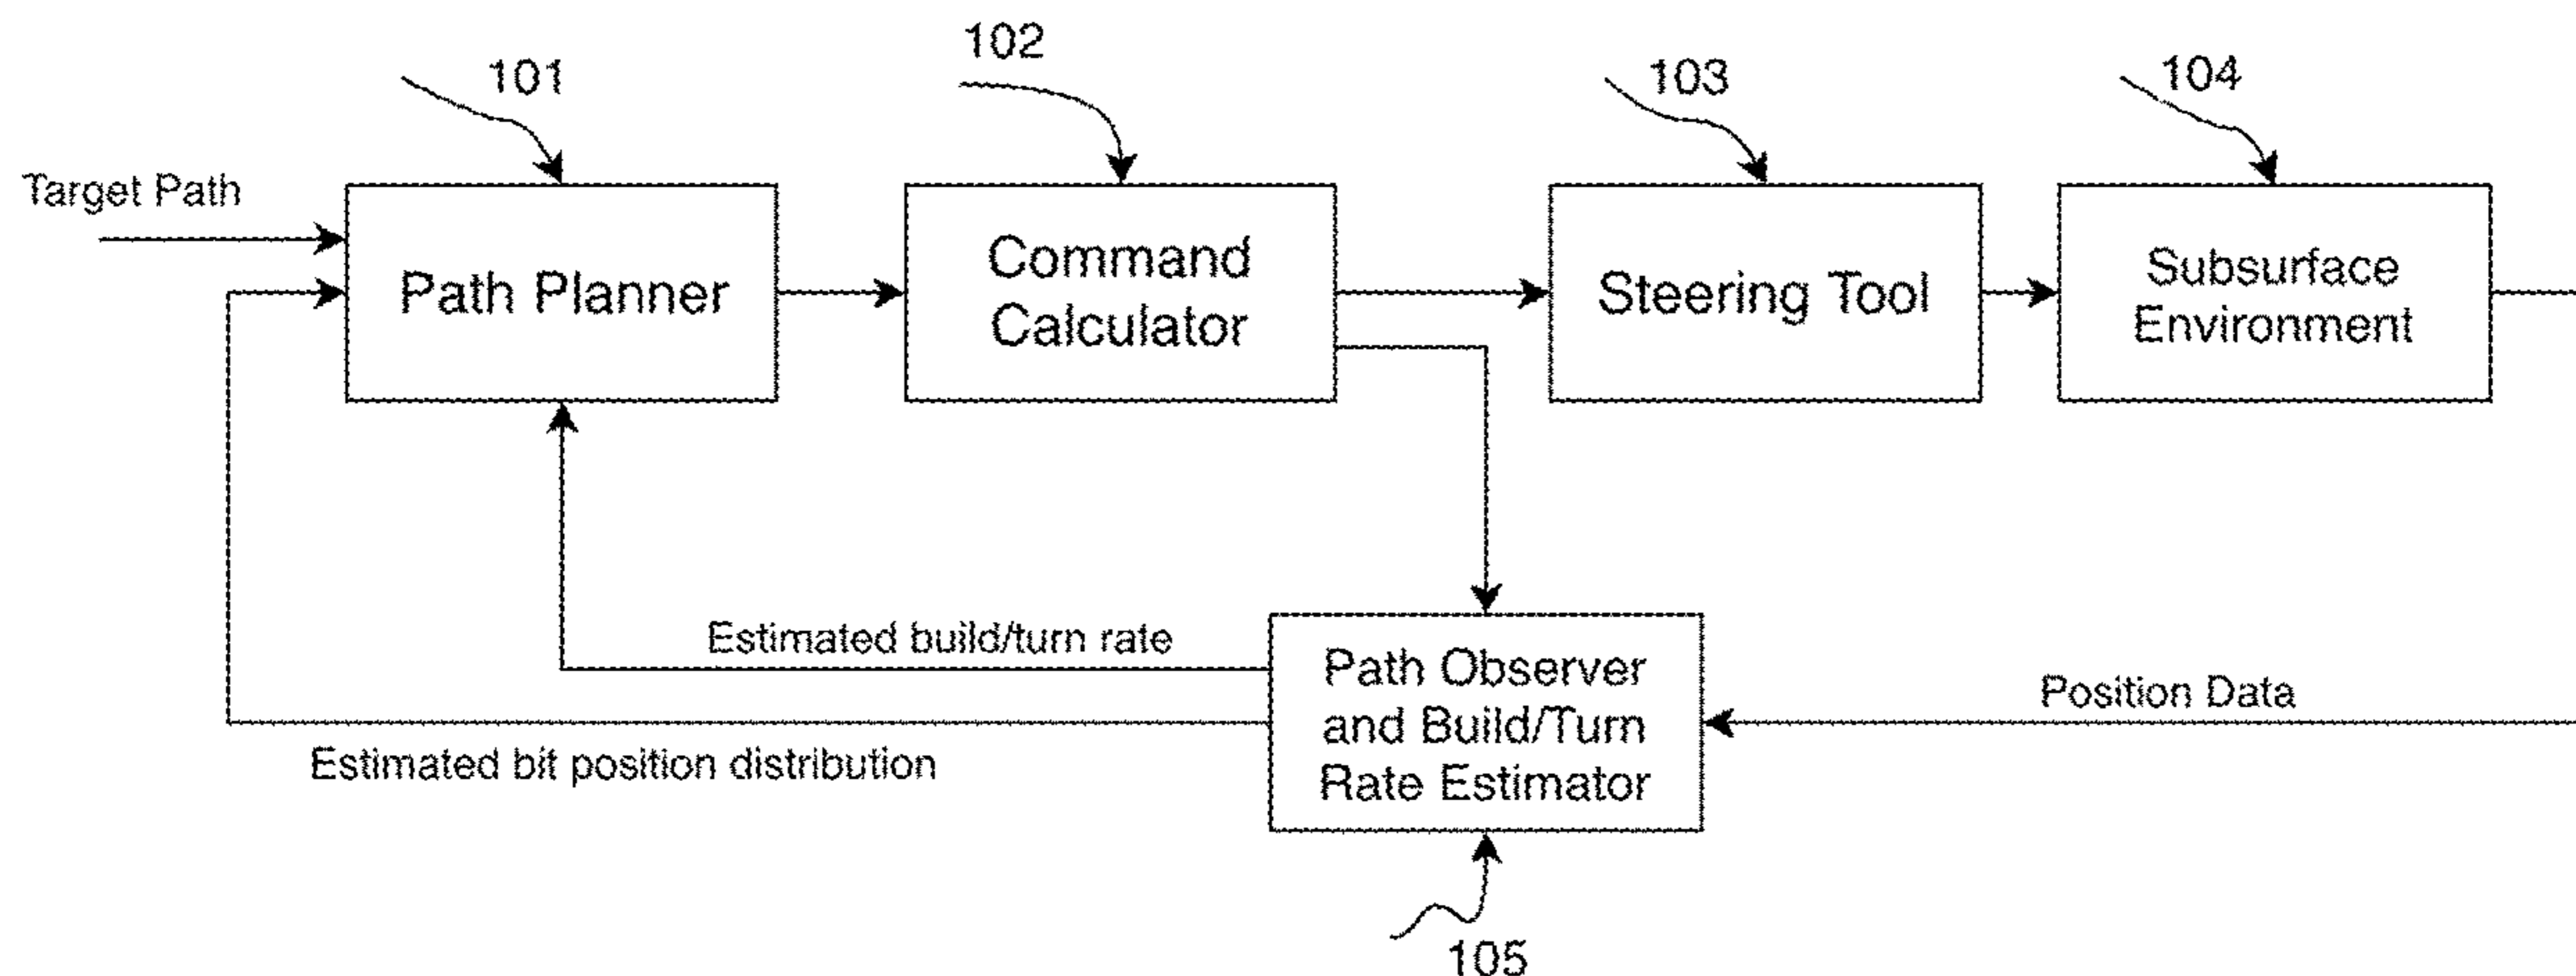 101
102
103
104
Target Path
Path Planner
Command
Calculator
Steering Tool
Subsurface
Environment
Estimated build/turn rate
Estimated bit position distribution
Path Observer
and Build/Turn
Rate Estimator
Position Data
105